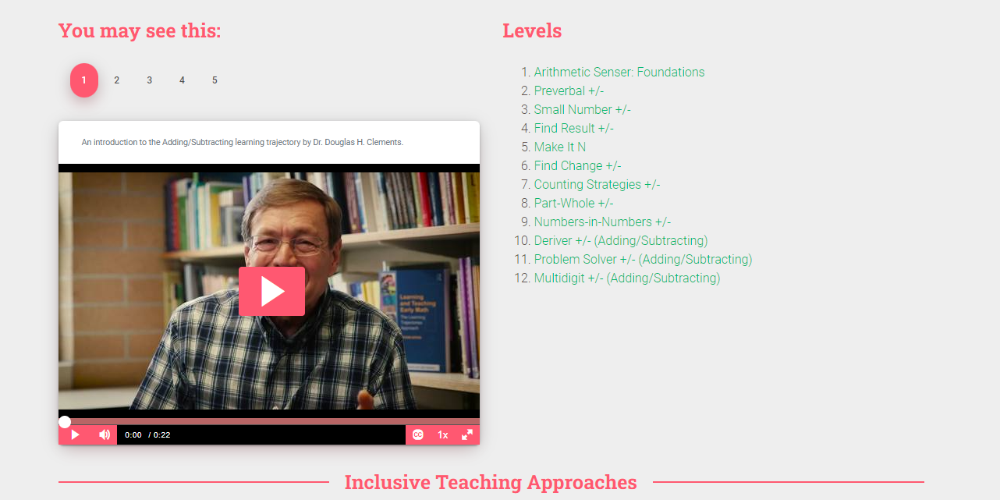 You may see this:
1 2 3 4 5
An introduction to the Adding/Subtracting learning trajectory by Dr. Douglas H. Clements.
Learning
and Teaching
Early Math
The Learning
Trajectories
Approach
0:00 / 0:22
CC
1x
Levels
1. Arithmetic Senser: Foundations
2. Preverbal +/-
3. Small Number +/-
4. Find Result +/-
5. Make It N
6. Find Change +/-
7. Counting Strategies +/-
8. Part-Whole +/-
9. Numbers-in-Numbers +/-
10. Deriver +/- (Adding/Subtracting)
11. Problem Solver +/- (Adding/Subtracting)
12. Multidigit +/- (Adding/Subtracting)
Inclusive Teaching Approaches